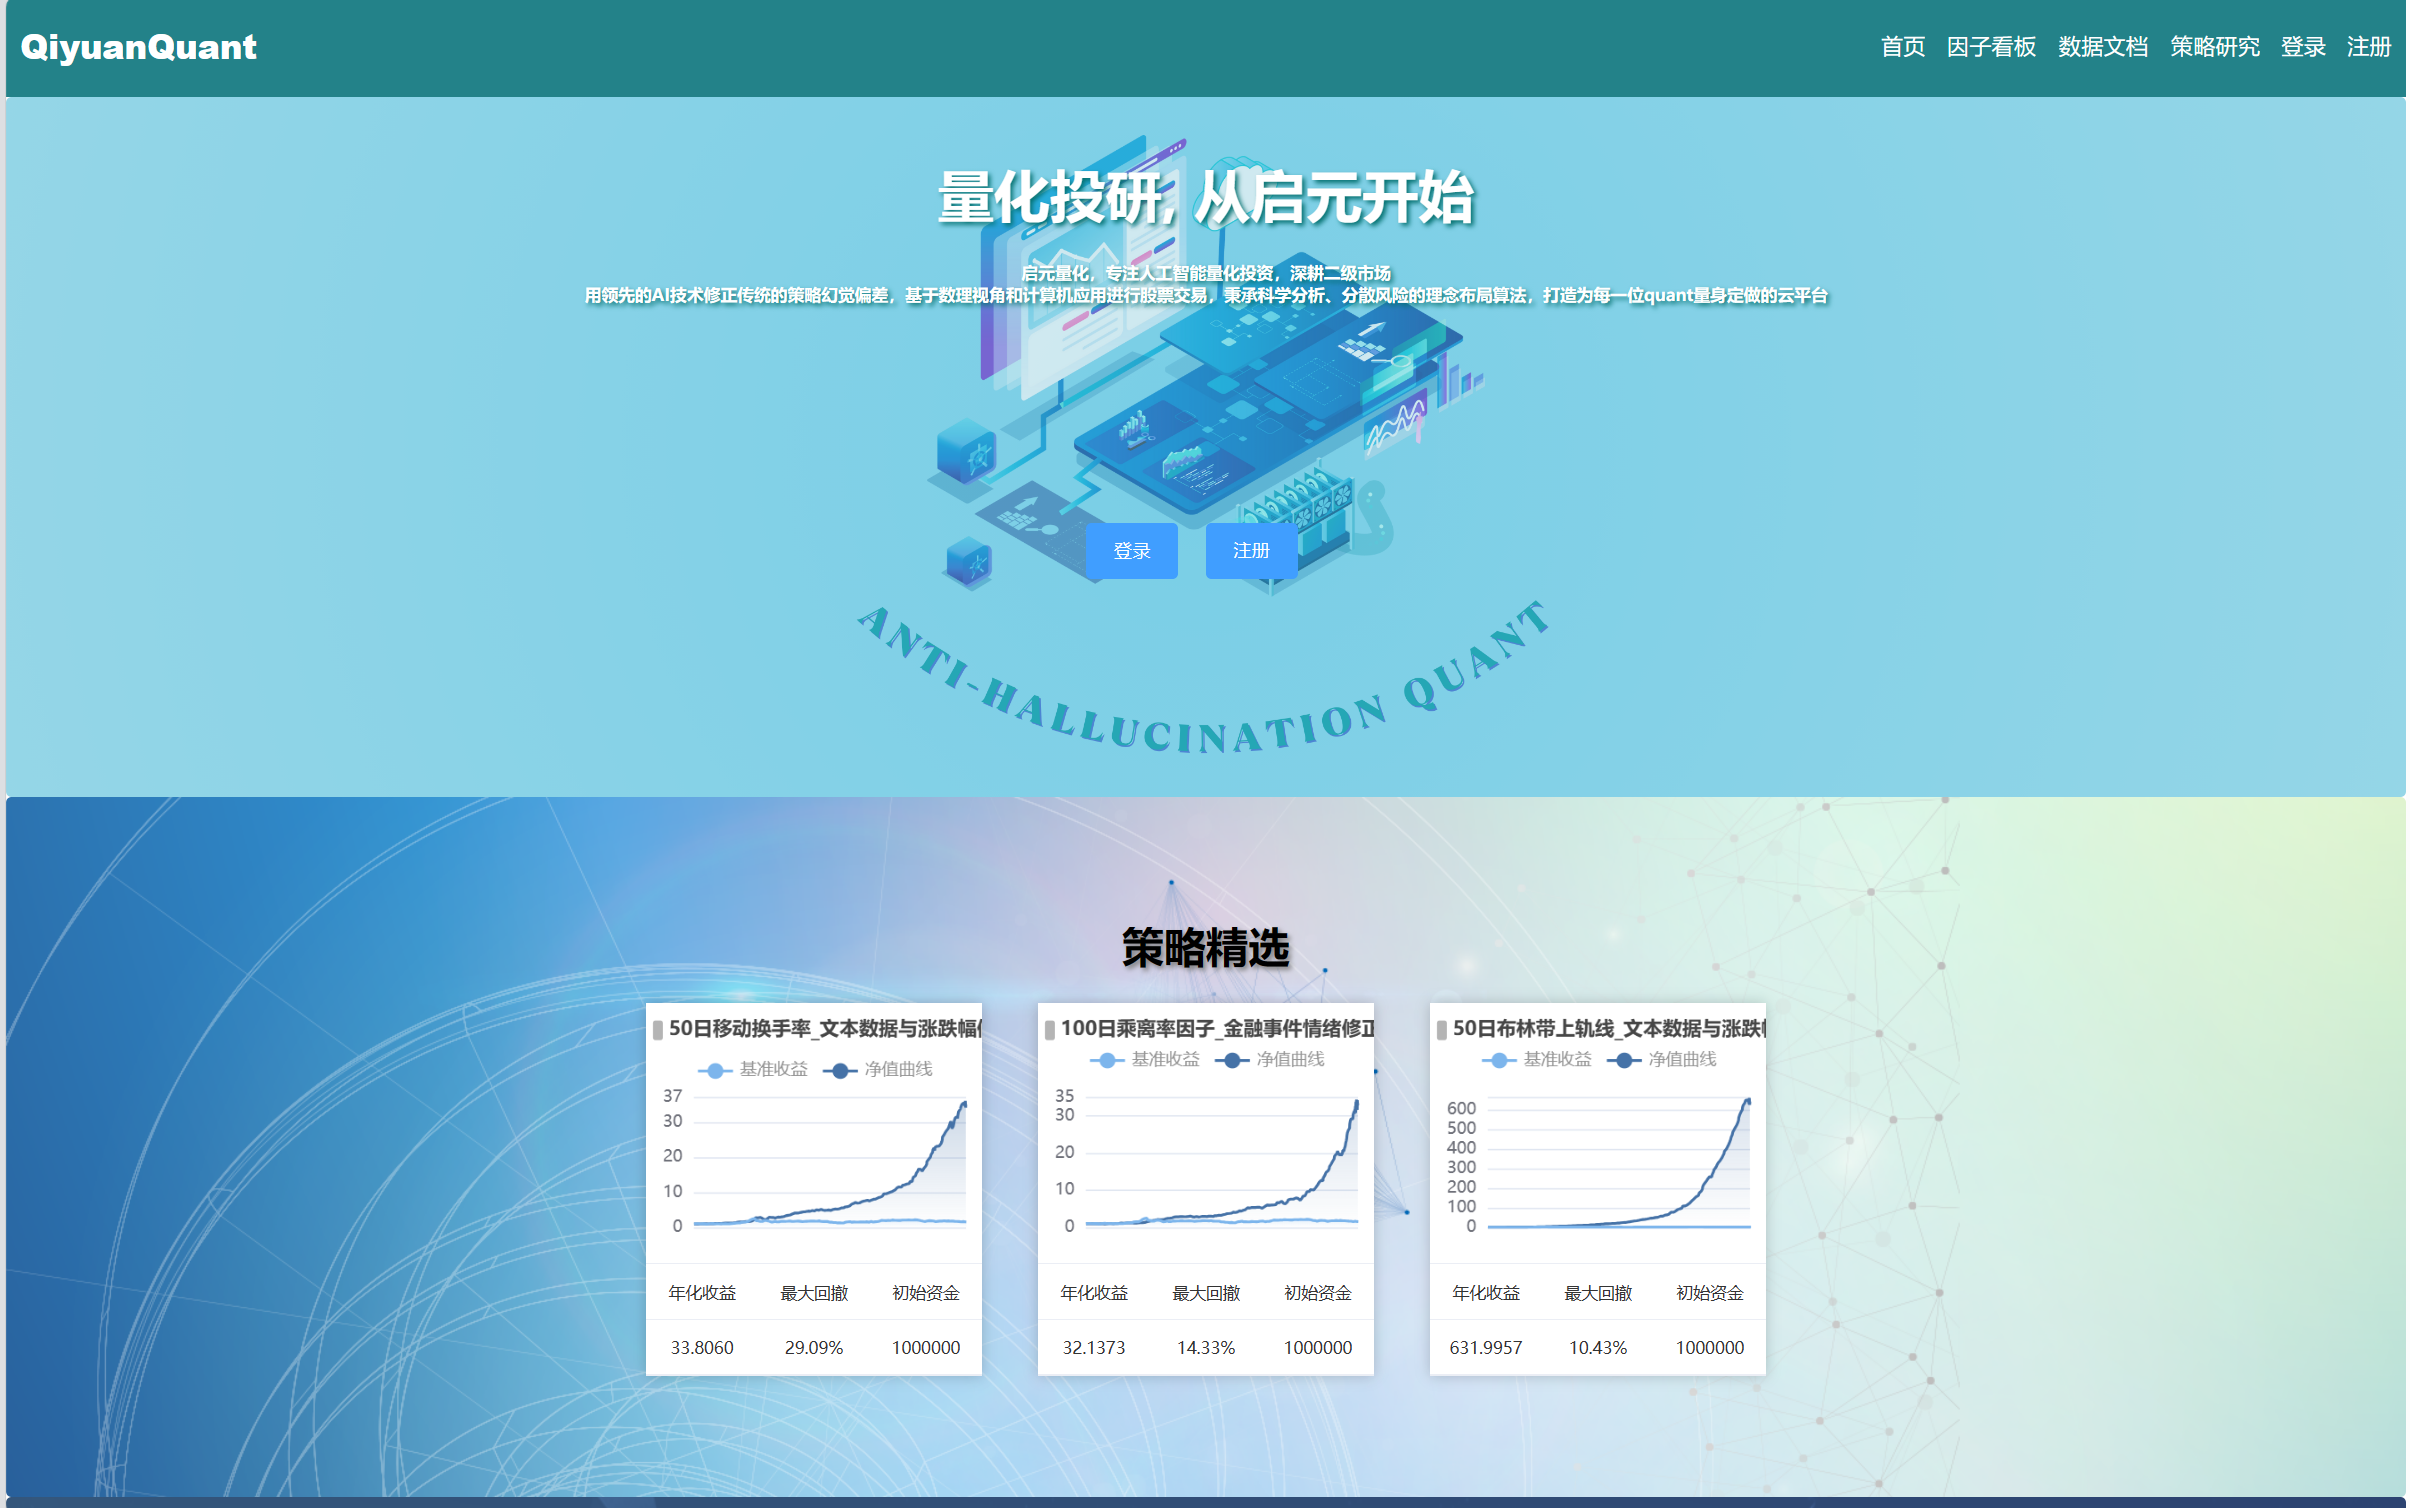 QiyuanQuant
首页 因子看板 数据文档 策略研究 登录 注册
量化投研, 从启元开始
启元量化，专注人工智能量化投资，深耕二级市场
用领先的AI技术修正传统的策略幻觉偏差，基于数理视角和计算机应用进行股票交易，秉承科学分析、分散风险的理念布局算法，打造为每一位quant量身定做的云平台
登录 注册
ANTI-HALLUCINATION QUANT
策略精选
50日移动换手率_文本数据与涨跌幅
基准收益 净值曲线
37
30
20
10
0
年化收益 最大回撤 初始资金
33.8060 29.09% 1000000
100日乘离率因子_金融事件情绪修正
基准收益 净值曲线
35
30
20
10
0
年化收益 最大回撤 初始资金
32.1373 14.33% 1000000
50日布林带上轨线_文本数据与涨跌
基准收益 净值曲线
600
500
400
300
200
100
0
年化收益 最大回撤 初始资金
631.9957 10.43% 1000000